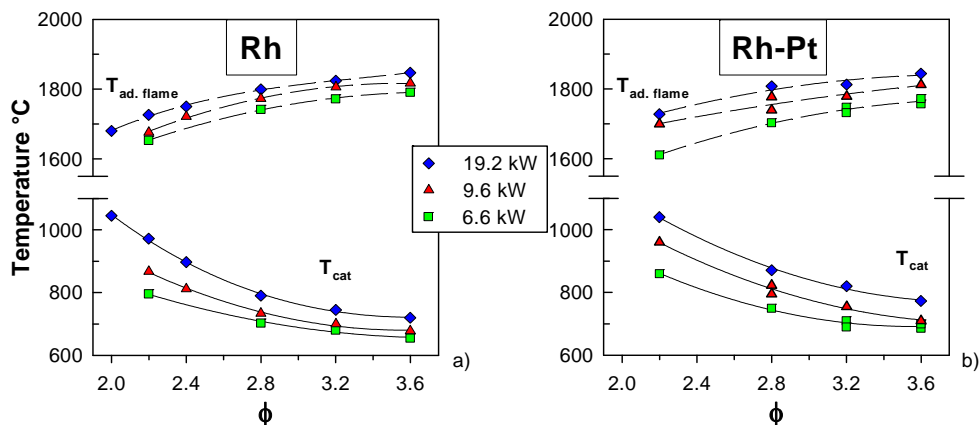 2000
Rh
Rh-Pt
T ad. flame
T ad. flame
1800
1600
19.2 kW
9.6 kW
6.6 kW
Temperature °C
1000
T cat
T cat
800
600
a)
b)
2.0 2.4 2.8 3.2 3.6
ϕ
2000
1800
1600
1000
800
600
2.0 2.4 2.8 3.2 3.6
ϕ